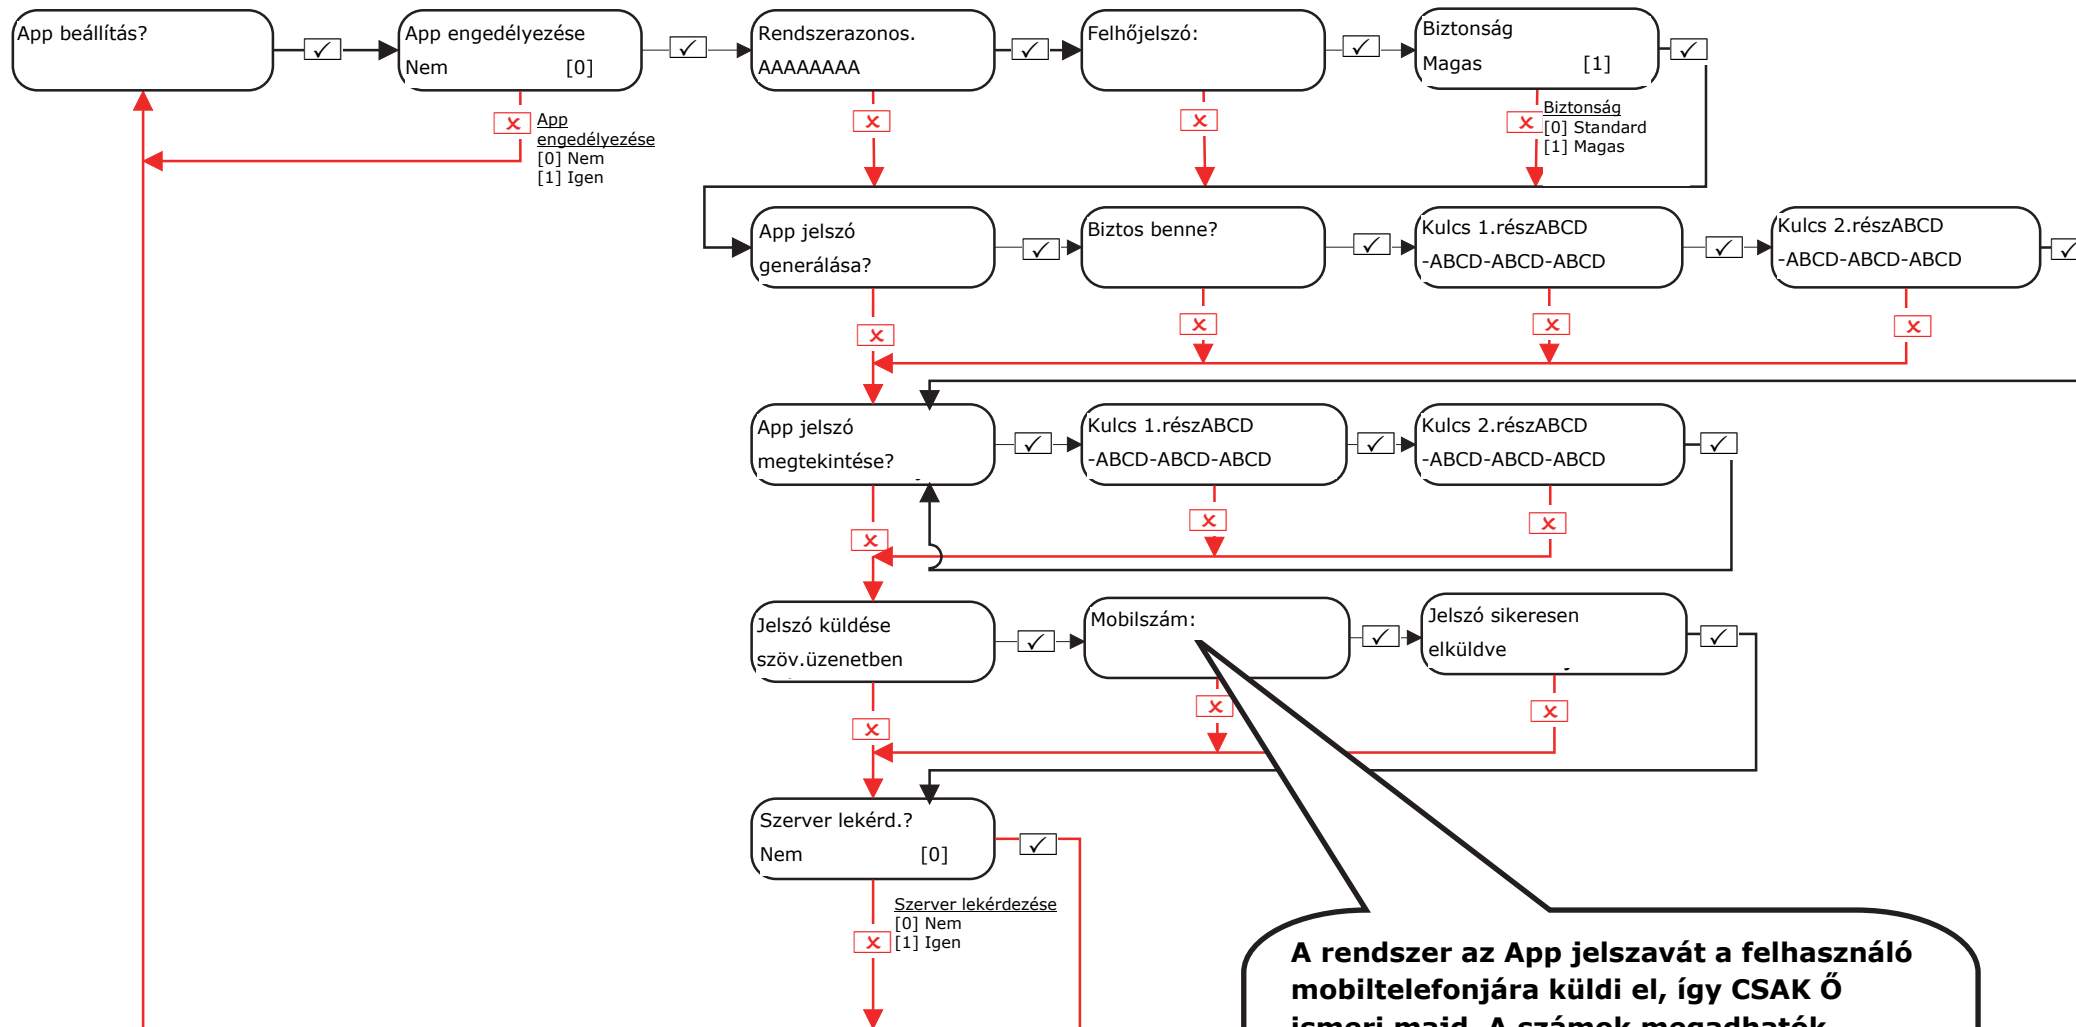 App beállítás?
App engedélyezése
Nem [0]
Rendszerazonos.
AAAAAAAA
Felhőjelszó:
Biztonság
Magas [1]
App
engedélyezése
[0] Nem
[1] Igen
Biztonság
[0] Standard
[1] Magas
App jelszó
generálása?
Biztos benne?
Kulcs 1.részABCD
-ABCD-ABCD-ABCD
Kulcs 2.részABCD
-ABCD-ABCD-ABCD
App jelszó
megtekintése?
Kulcs 1.részABCD
-ABCD-ABCD-ABCD
Kulcs 2.részABCD
-ABCD-ABCD-ABCD
Jelszó küldése
szöv.üzenetben
Mobilszám:
Jelszó sikeresen
elküldve
Szerver lekérd.?
Nem [0]
Szerver lekérdezése
[0] Nem
[1] Igen
A rendszer az App jelszavát a felhasználó
mobiltelefonjára küldi el, így CSAK Ő
ismeri majd. A számok megadhatók